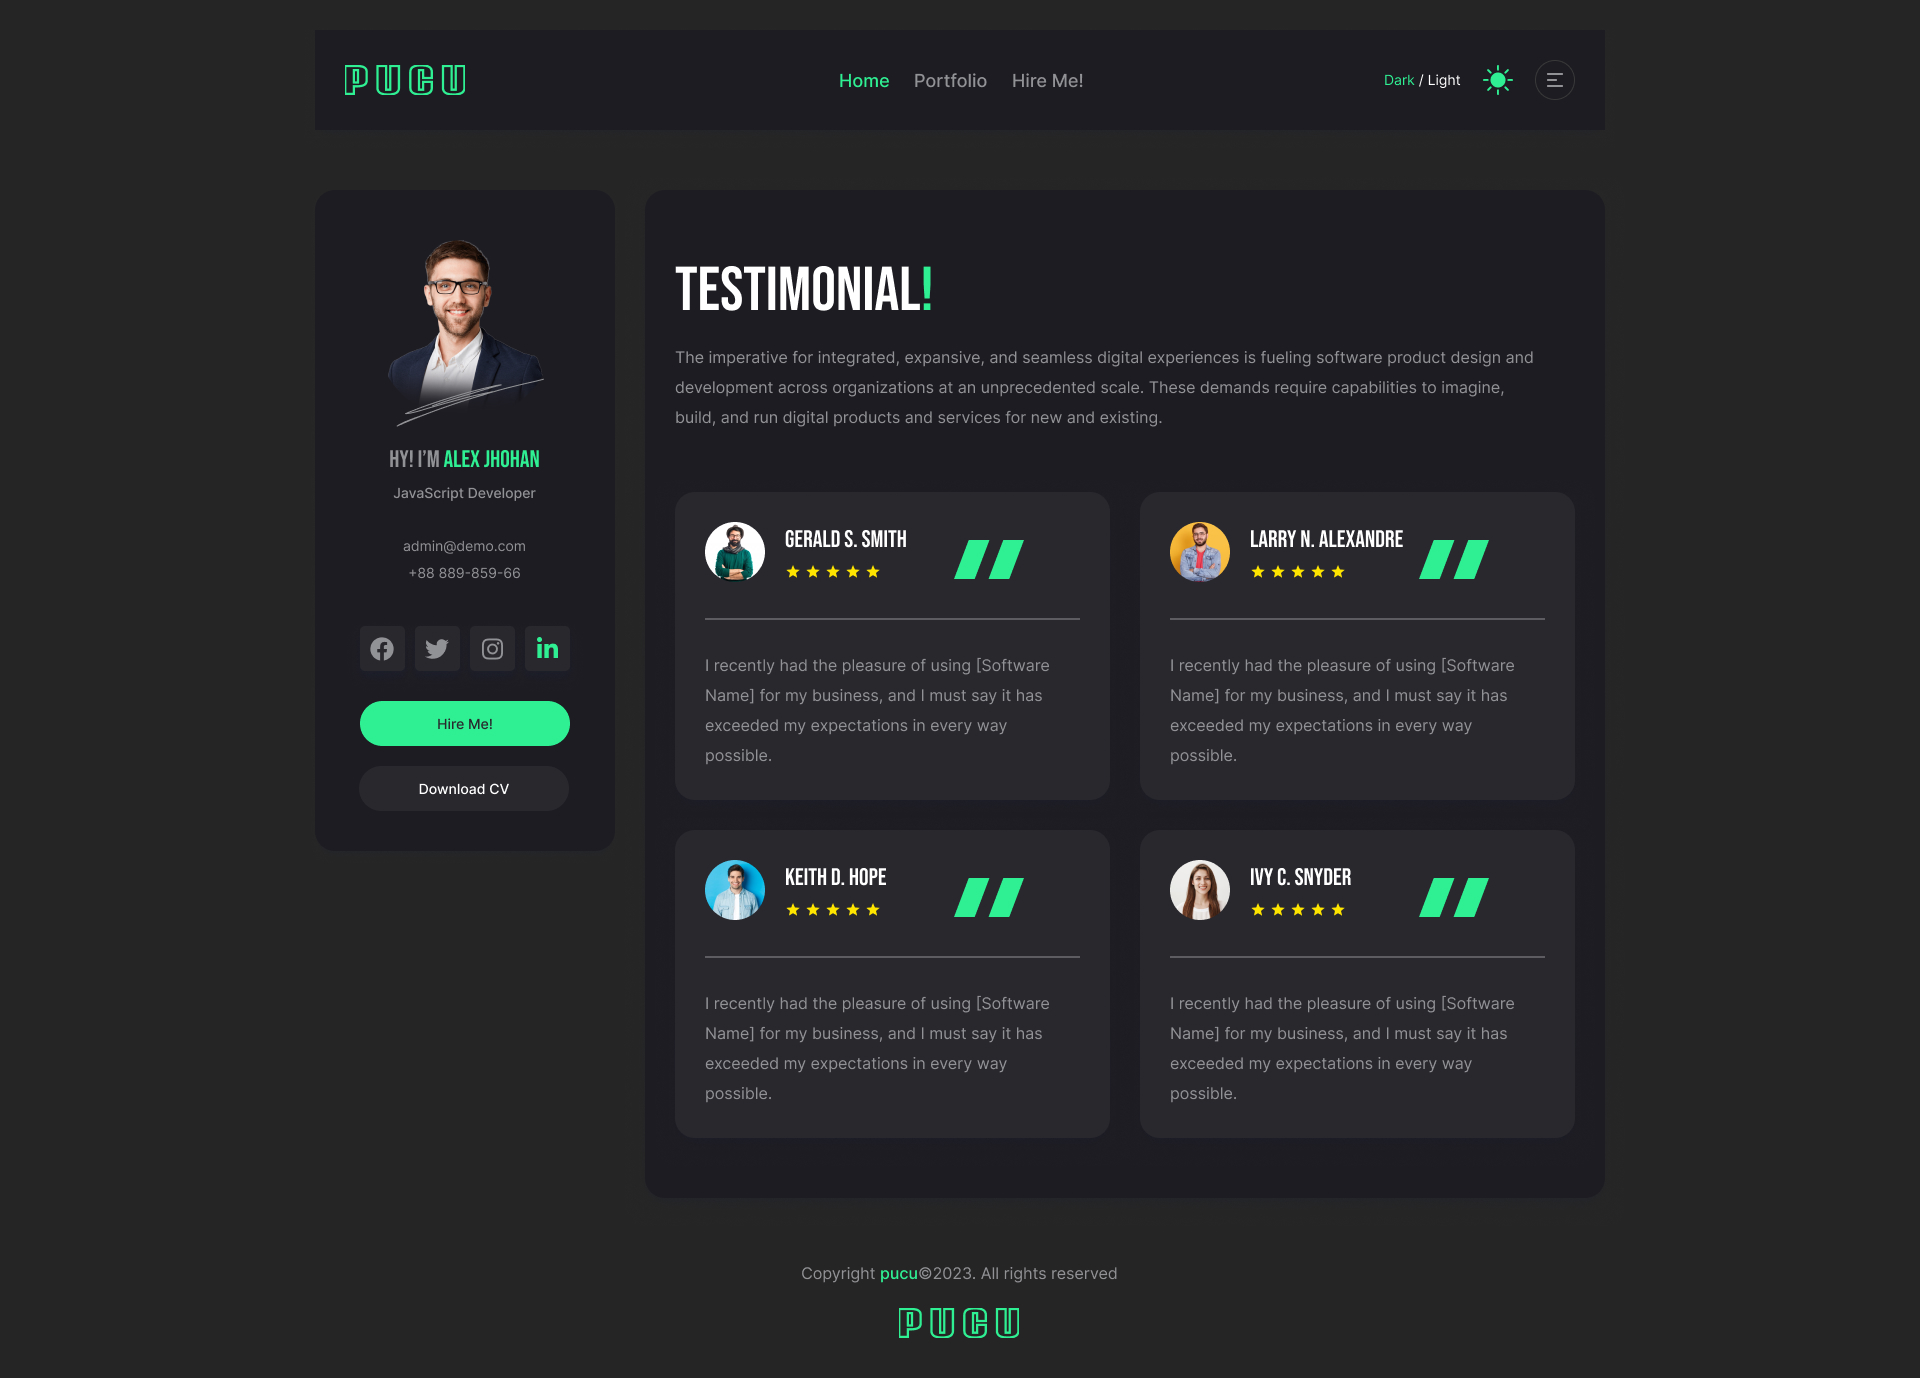 PUCU
Home Portfolio Hire Me!
Dark / Light
HY! I'M ALEX JHOHAN
JavaScript Developer
admin@demo.com
+88 889-859-66
Hire Me!
Download CV
TESTIMONIAL!
The imperative for integrated, expansive, and seamless digital experiences is fueling software product design and
development across organizations at an unprecedented scale. These demands require capabilities to imagine,
build, and run digital products and services for new and existing.
GERALD S. SMITH
I recently had the pleasure of using [Software
Name] for my business, and I must say it has
exceeded my expectations in every way
possible.
LARRY N. ALEXANDRE
I recently had the pleasure of using [Software
Name] for my business, and I must say it has
exceeded my expectations in every way
possible.
KEITH D. HOPE
I recently had the pleasure of using [Software
Name] for my business, and I must say it has
exceeded my expectations in every way
possible.
IVY C. SNYDER
I recently had the pleasure of using [Software
Name] for my business, and I must say it has
exceeded my expectations in every way
possible.
Copyright pucu©2023. All rights reserved
PUCU